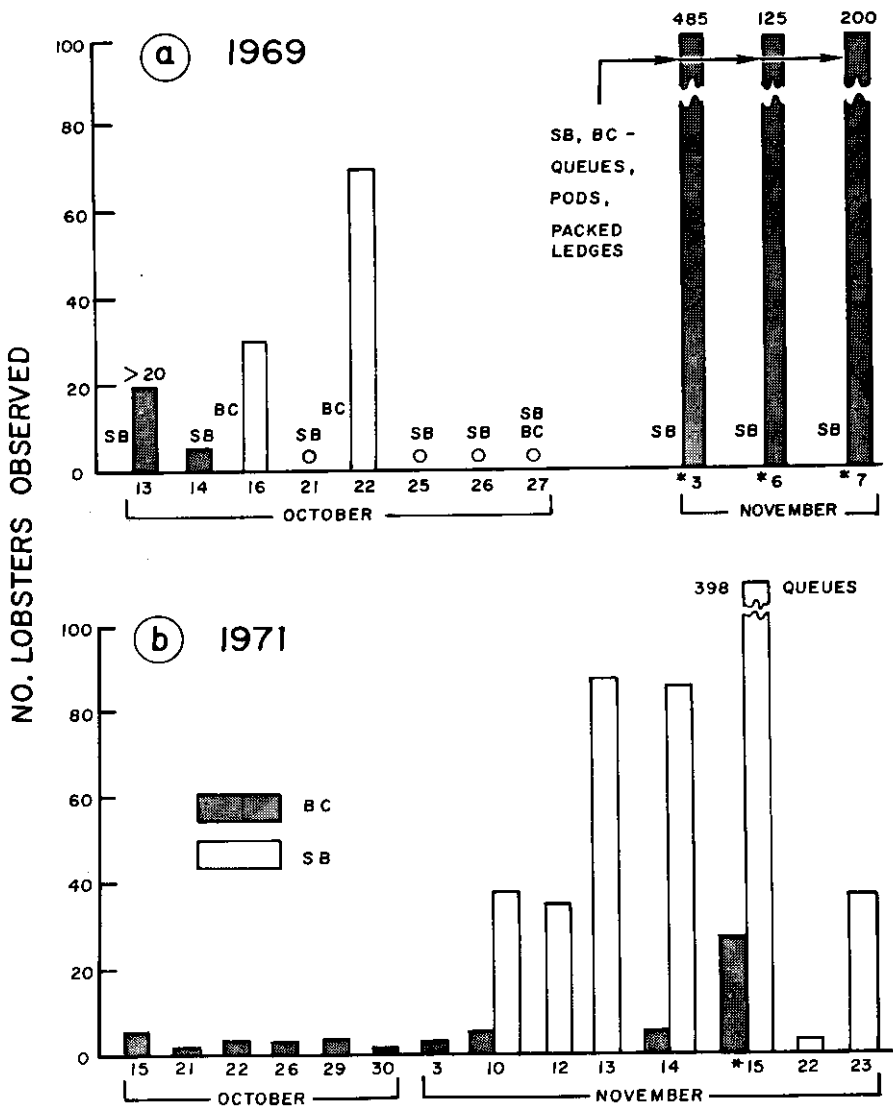 NO. LOBSTERS OBSERVED
a 1969
485 125 200
100
80
60
40
20
0
SB, BC -
QUEUES,
PODS,
PACKED
LEDGES
>20
SB SB BC SB BC SB SB SB
BC
SB SB SB
O O O O
13 14 16 21 22 25 26 27 *3 *6 *7
OCTOBER NOVEMBER
b 1971
398 QUEUES
100
80
60
40
20
0
BC
SB
15 21 22 26 29 30 3 10 12 13 14 *15 22 23
OCTOBER NOVEMBER